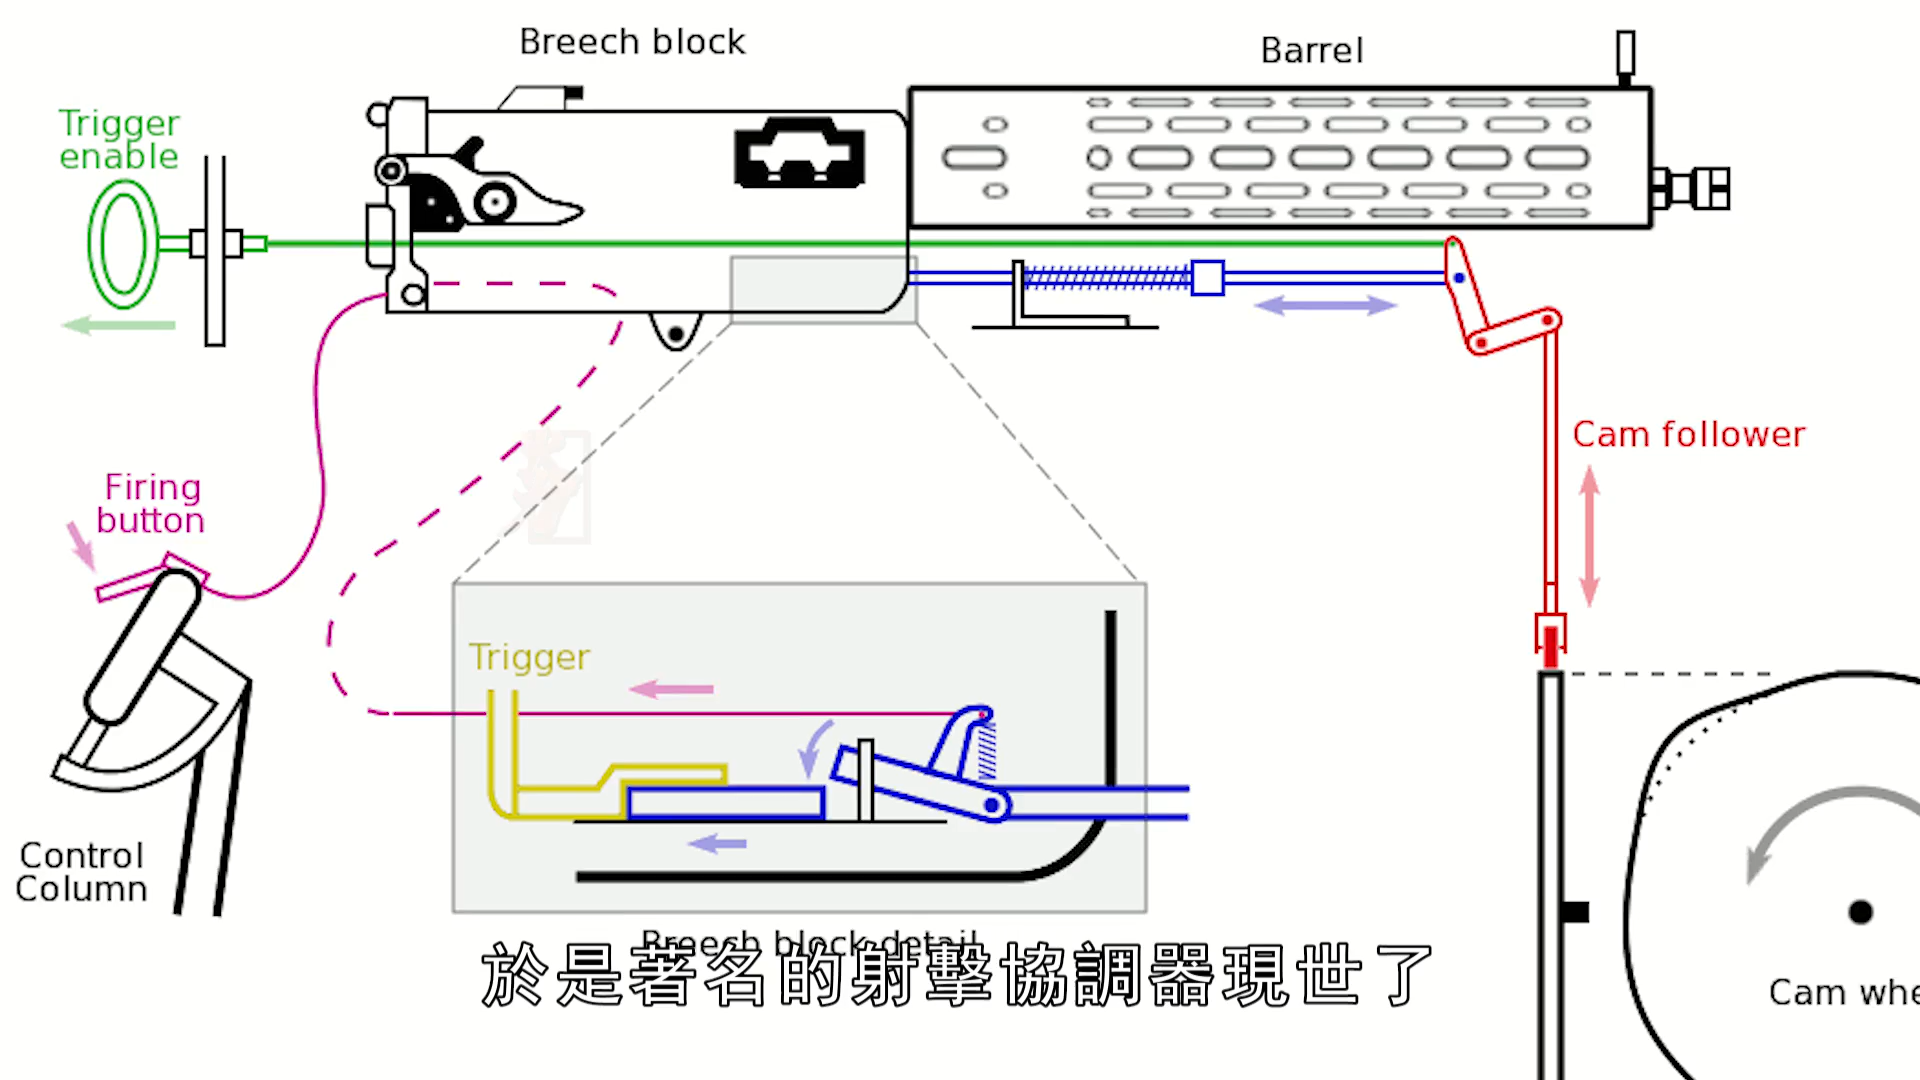 Breech block
Barrel
Trigger
enable
Cam follower
Firing
button
Trigger
Control
Column
Breech block detail
於是著名的射擊協調器現世了
Cam whe